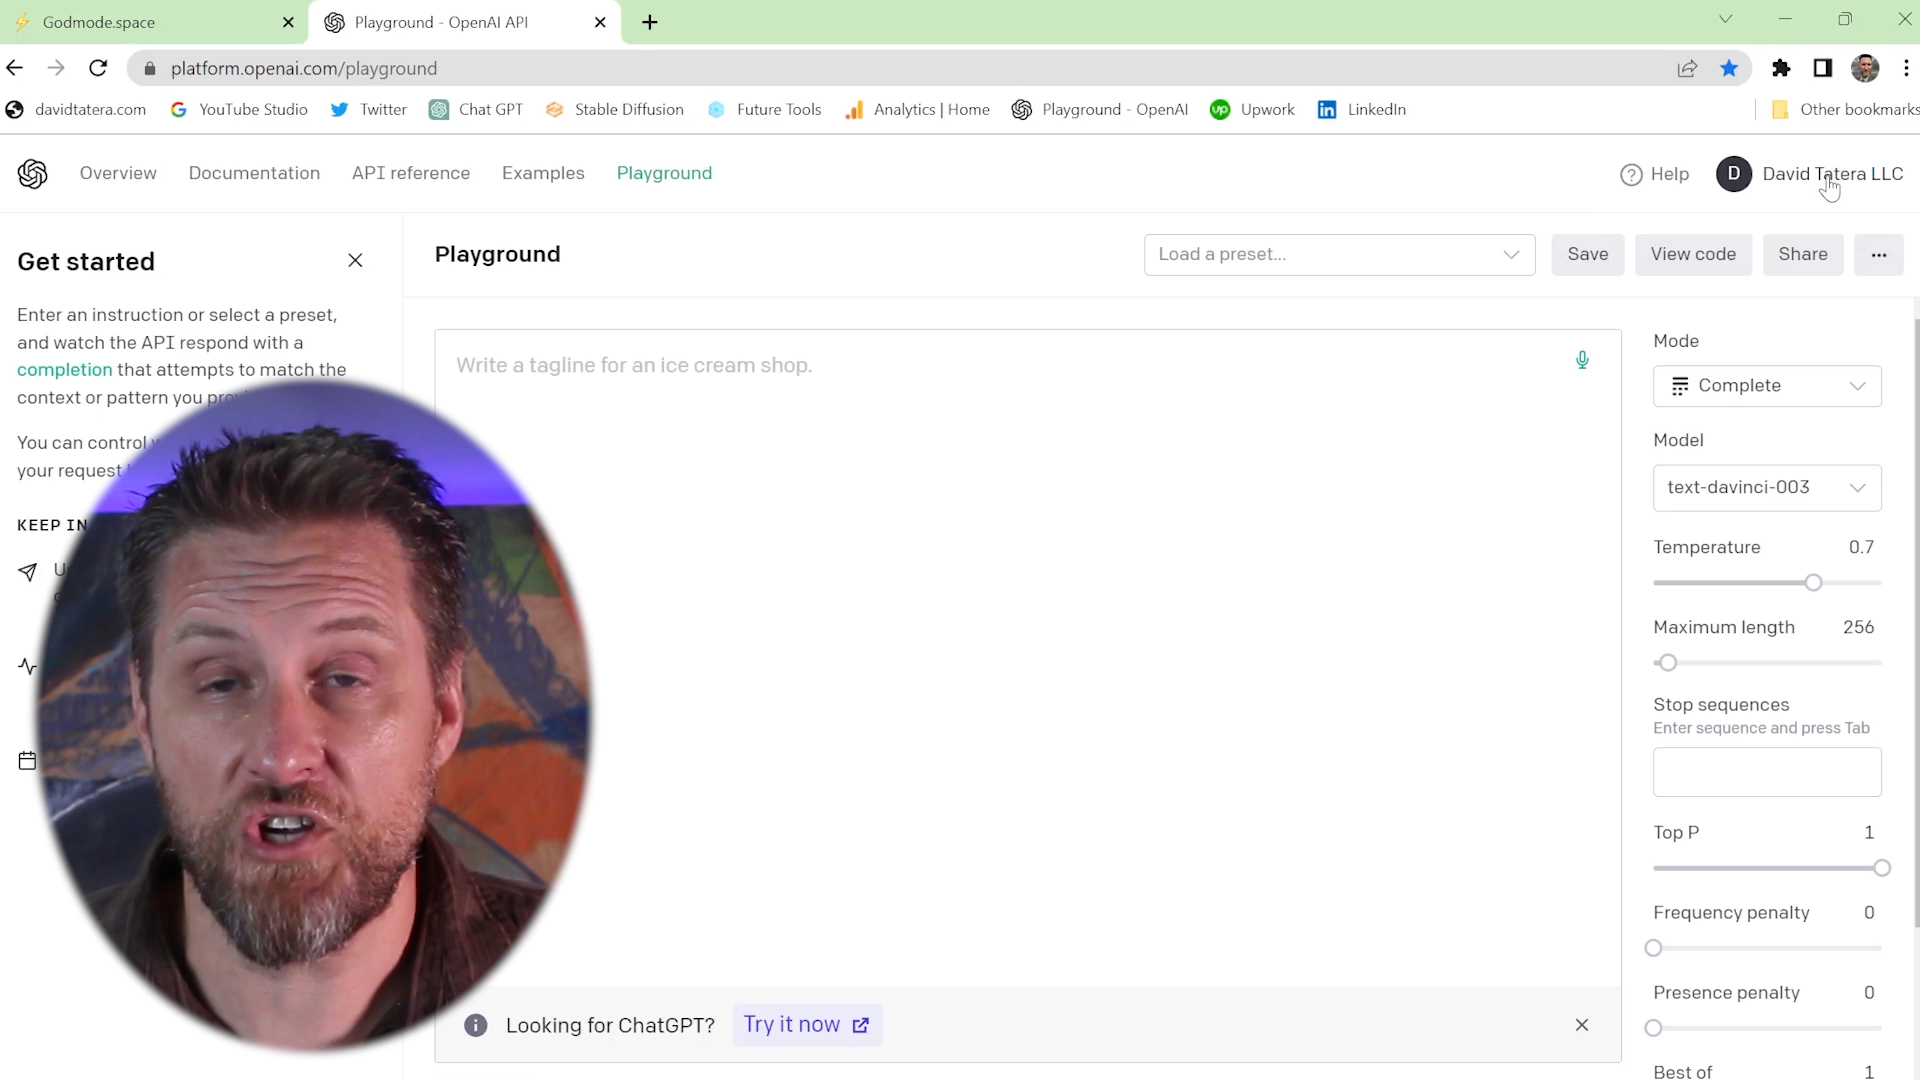 Godmode.space
Playground - OpenAI API
platform.openai.com/playground
davidtatera.com
YouTube Studio
Twitter
Chat GPT
Stable Diffusion
Future Tools
Analytics | Home
Playground - OpenAI
Upwork
LinkedIn
Other bookmarks
Overview
Documentation
API reference
Examples
Playground
Help
D
David Tatera LLC
Get started
Playground
Load a preset...
Save
View code
Share
Enter an instruction or select a preset,
and watch the API respond with a
completion that attempts to match the
context or pattern you
You can control
your request
KEEP IN
Write a tagline for an ice cream shop.
Looking for ChatGPT?
Try it now
Mode
Complete
Model
text-davinci-003
Temperature 0.7
Maximum length 256
Stop sequences
Enter sequence and press Tab
Top P 1
Frequency penalty 0
Presence penalty 0
Best of 1